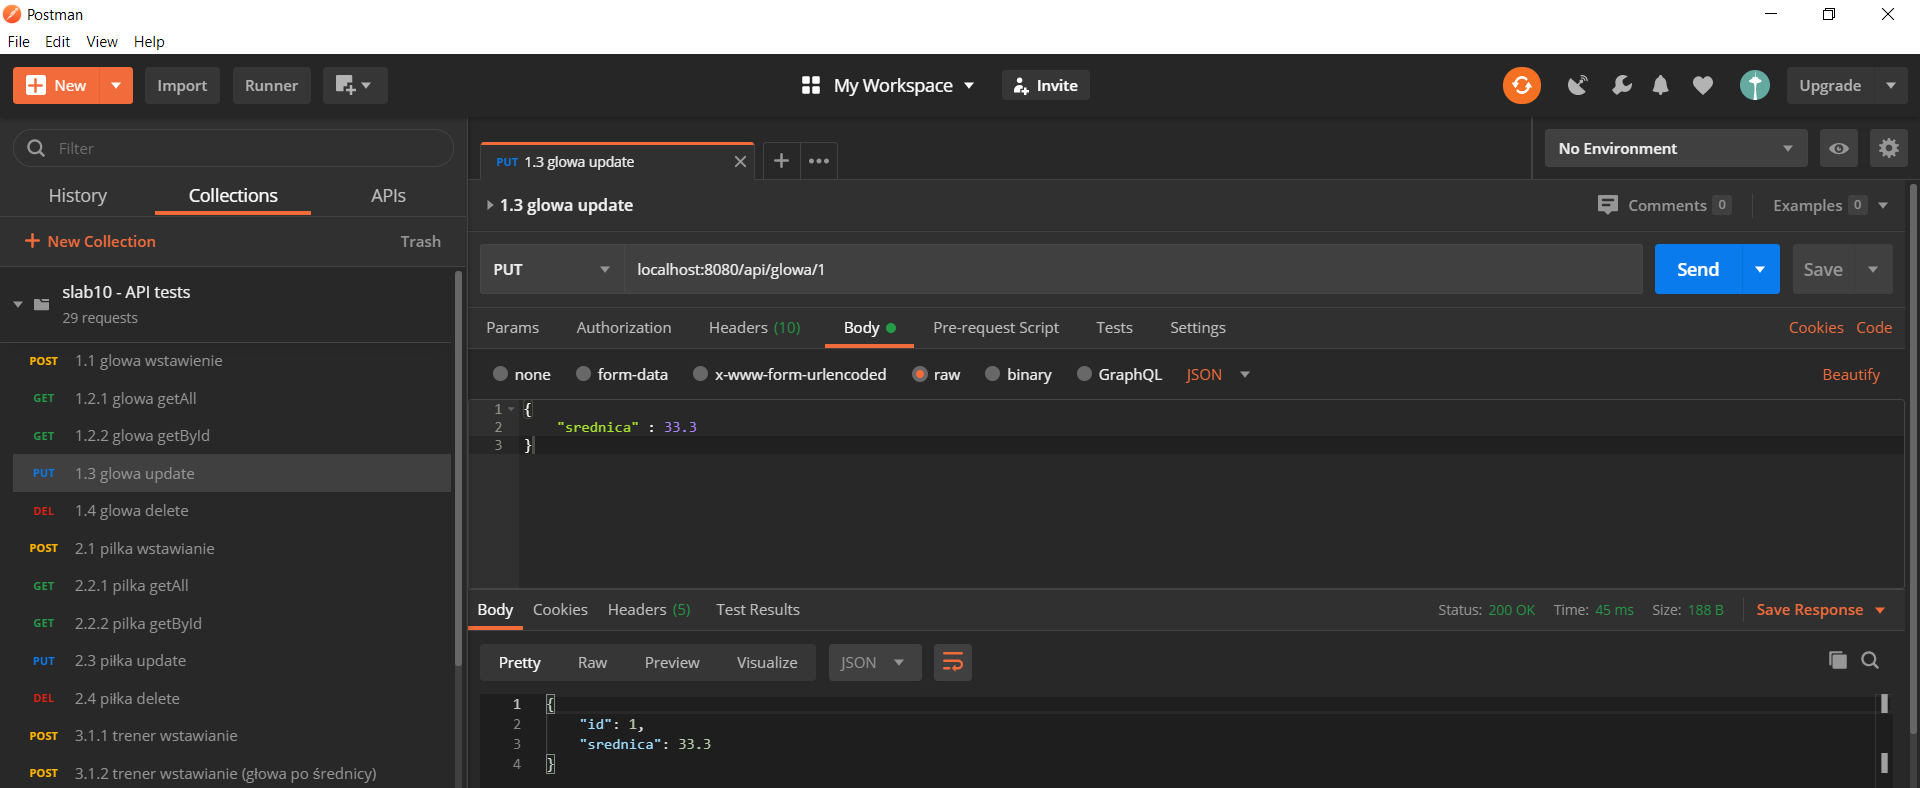 Postman
File Edit View Help
New Import Runner My Workspace Invite Upgrade
Filter
History Collections APIs
New Collection Trash
slab10 - API tests
29 requests
POST 1.1 glowa wstawienie
GET 1.2.1 glowa getAll
GET 1.2.2 glowa getById
PUT 1.3 glowa update
DEL 1.4 glowa delete
POST 2.1 pilka wstawianie
GET 2.2.1 pilka getAll
GET 2.2.2 pilka getById
PUT 2.3 piłka update
DEL 2.4 piłka delete
POST 3.1.1 trener wstawianie
POST 3.1.2 trener wstawianie (głowa po średnicy)
PUT 1.3 glowa update No Environment
1.3 glowa update Comments 0 Examples 0
PUT localhost:8080/api/glowa/1 Send Save
Params Authorization Headers (10) Body Pre-request Script Tests Settings Cookies Code
none form-data x-www-form-urlencoded raw binary GraphQL JSON Beautify
1 {
2 "srednica" : 33.3
3 }
Body Cookies Headers (5) Test Results Status: 200 OK Time: 45 ms Size: 188 B Save Response
Pretty Raw Preview Visualize JSON
1 {
2 "id": 1,
3 "srednica": 33.3
4 }